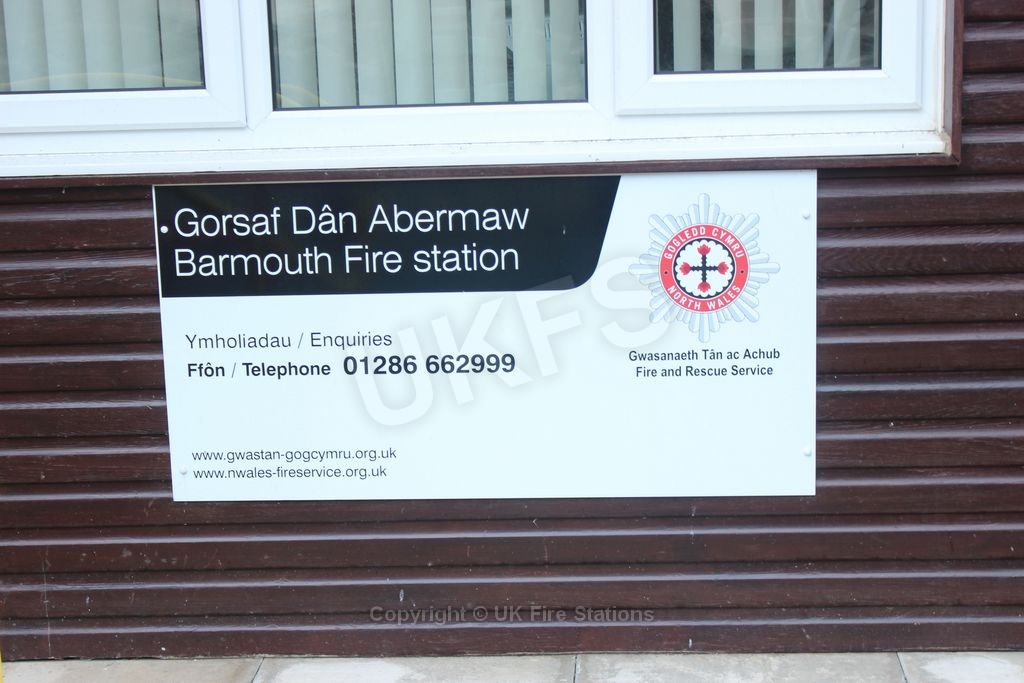 Gorsaf Dân Abermaw
Barmouth Fire station
GOGLEDD CYMRU
NORTH WALES
Gwasanaeth Tân ac Achub
Fire and Rescue Service
Ymholiadau / Enquiries
Ffôn / Telephone 01286 662999
www.gwastan-gogcymru.org.uk
www.nwales-fireservice.org.uk
UKFS
Copyright © UK Fire Stations